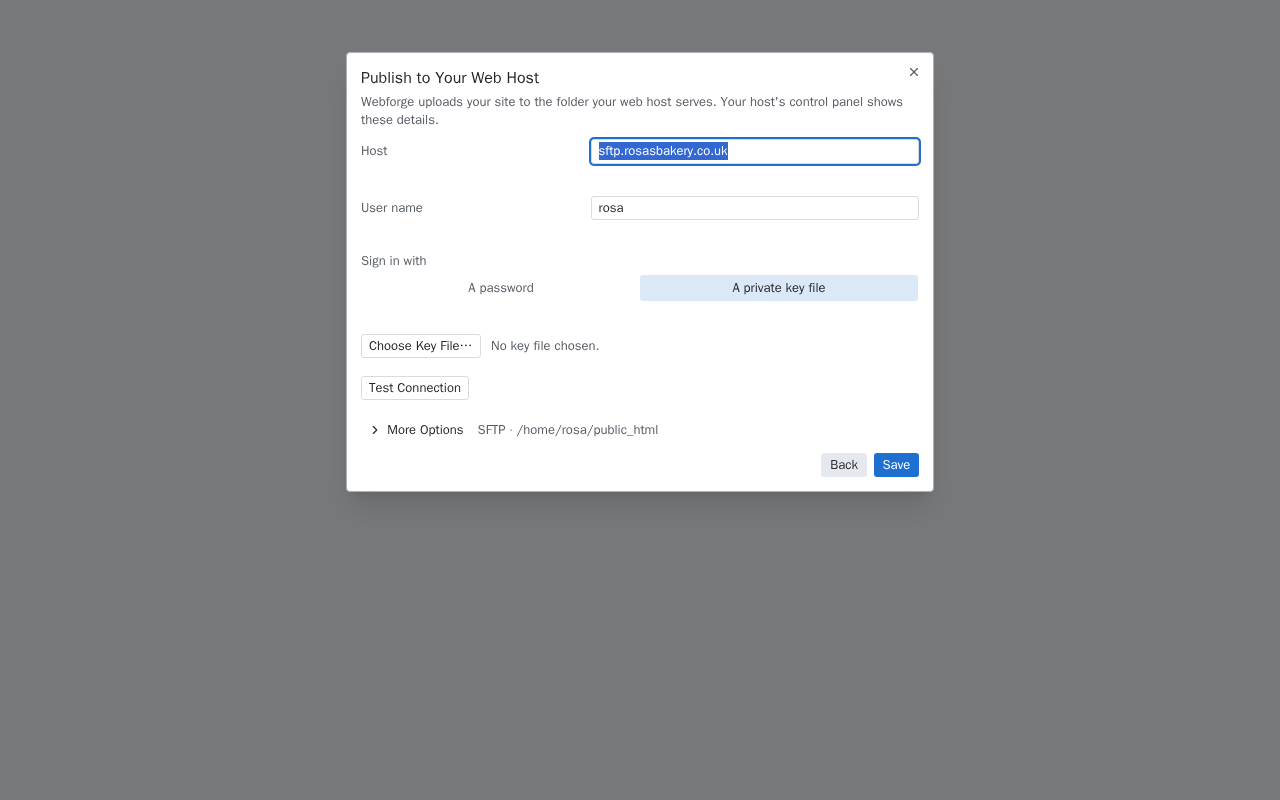 Publish to Your Web Host
Webforge uploads your site to the folder your web host serves. Your host's control panel shows
these details.
Host
sftp.rosasbakery.co.uk
User name
rosa
Sign in with
A password
A private key file
Choose Key File…
No key file chosen.
Test Connection
More Options
SFTP · /home/rosa/public_html
Back
Save